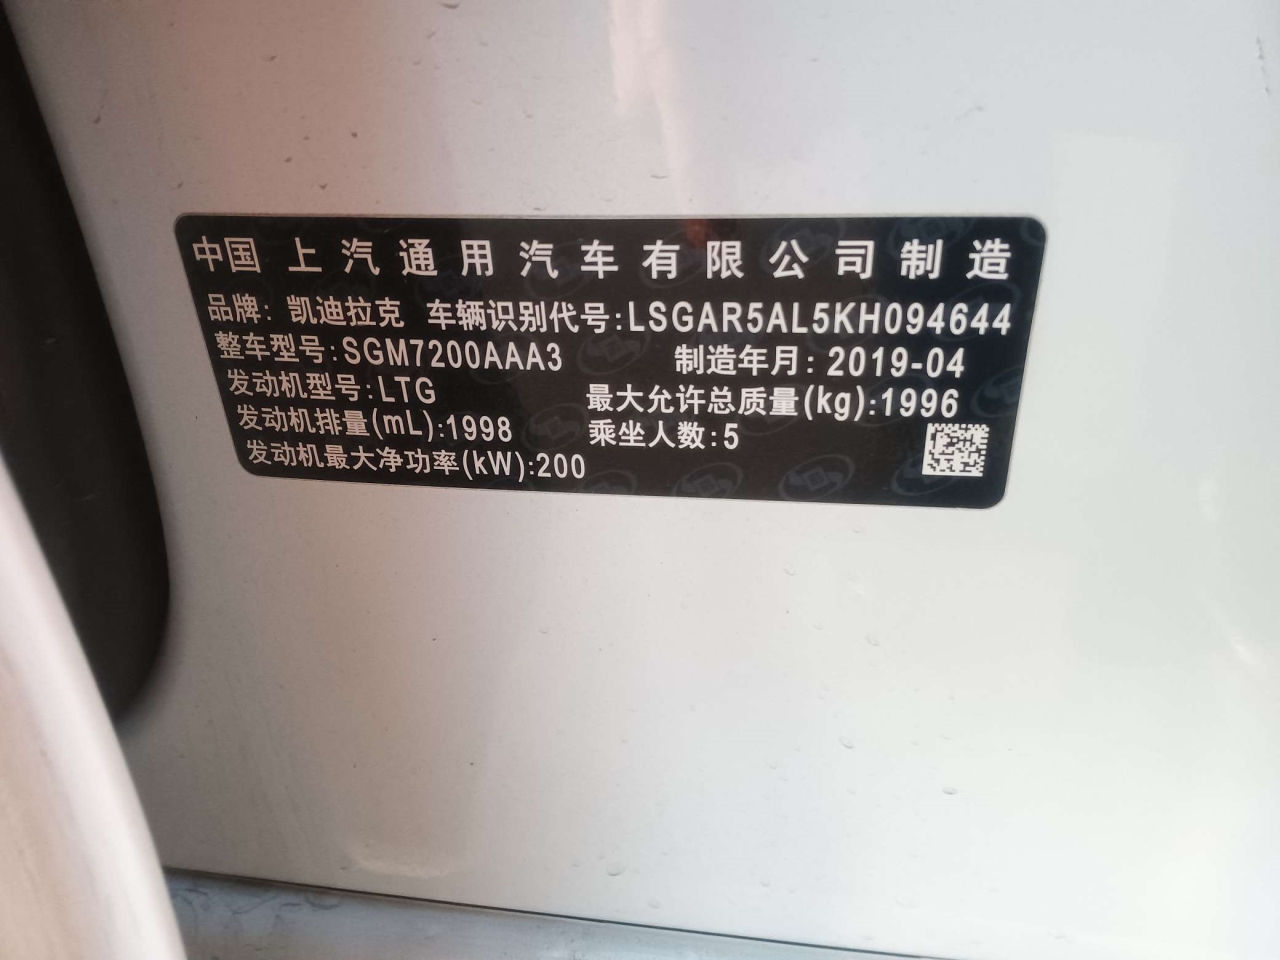 中国 上汽通用汽车有限公司制造
品牌: 凯迪拉克 车辆识别代号:LSGAR5AL5KH094644
整车型号:SGM7200AAA3 制造年月: 2019-04
发动机型号:LTG 最大允许总质量(kg):1996
发动机排量(mL):1998 乘坐人数:5
发动机最大净功率(kW):200